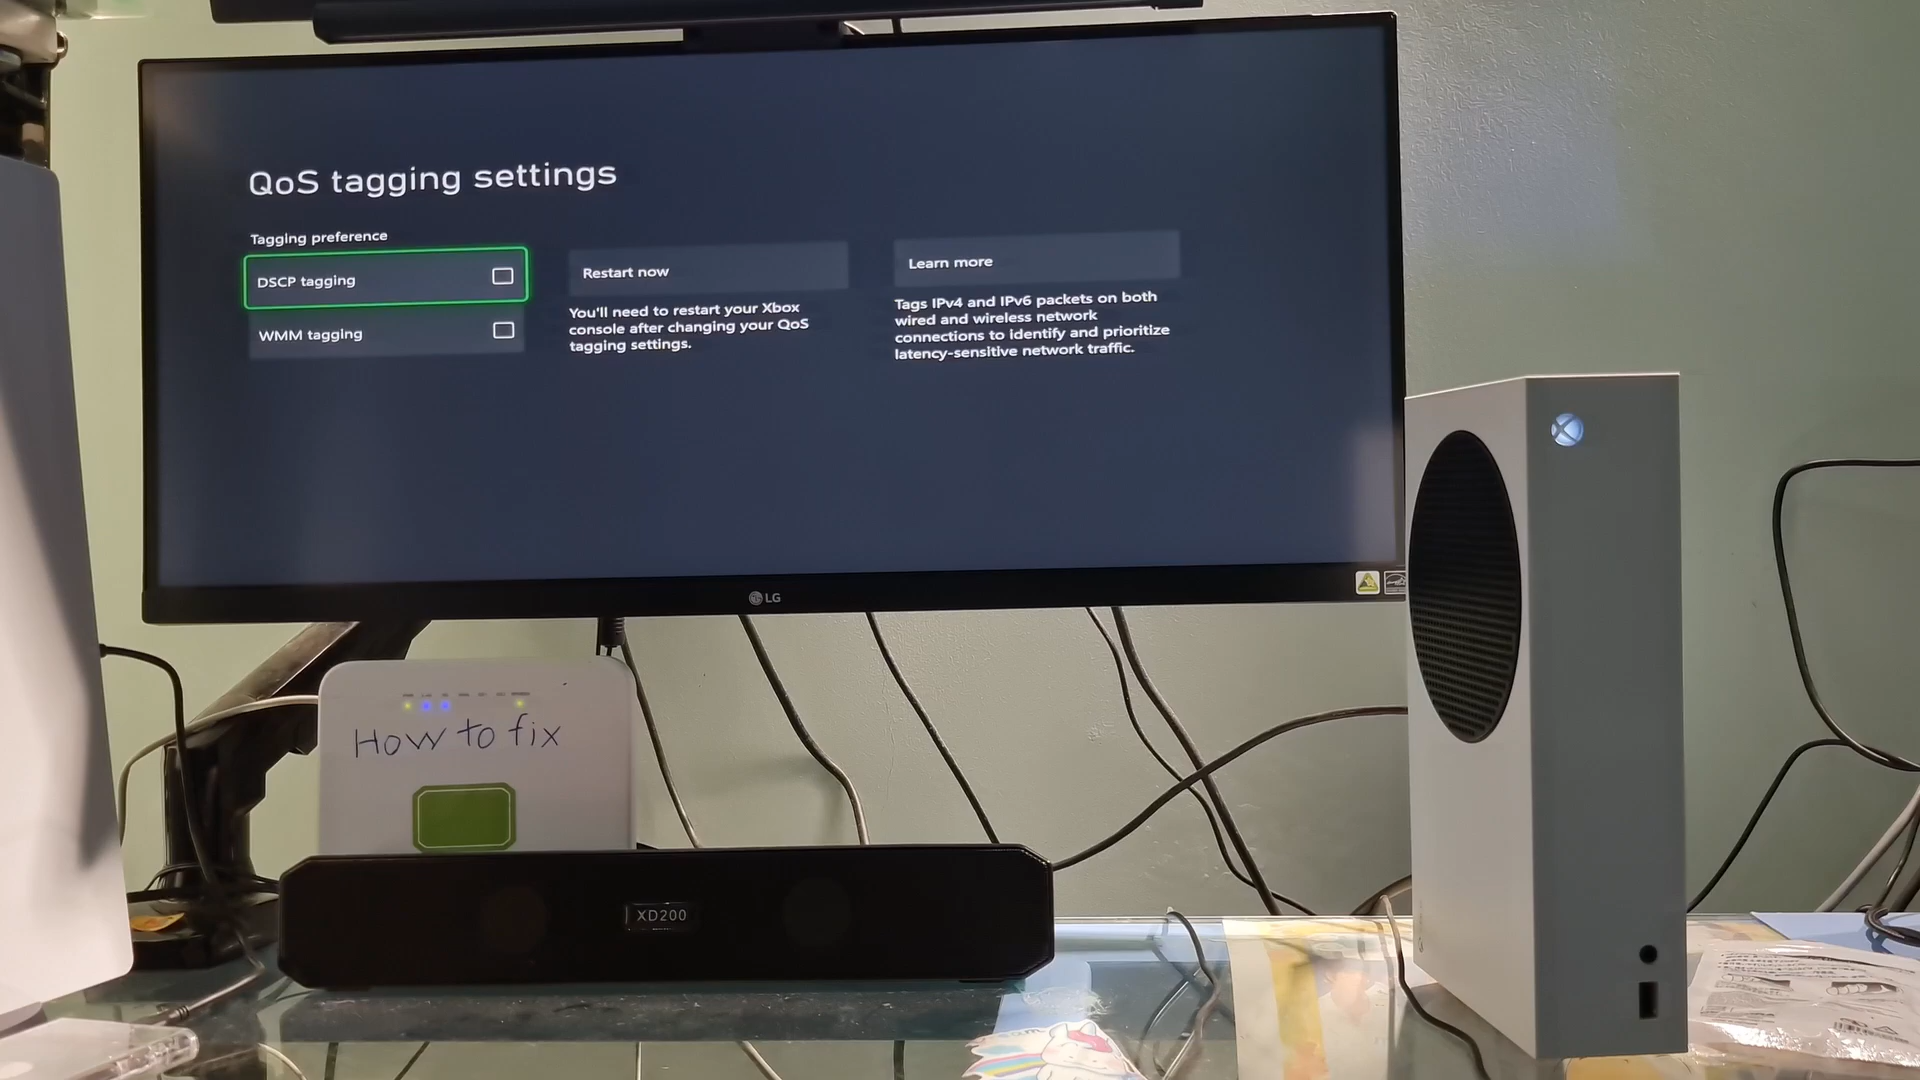 QoS tagging settings
Tagging preference
DSCP tagging
WMM tagging
Restart now
You'll need to restart your Xbox
console after changing your QoS
tagging settings.
Learn more
Tags IPv4 and IPv6 packets on both
wired and wireless network
connections to identify and prioritize
latency-sensitive network traffic.
LG
How to fix
XD200